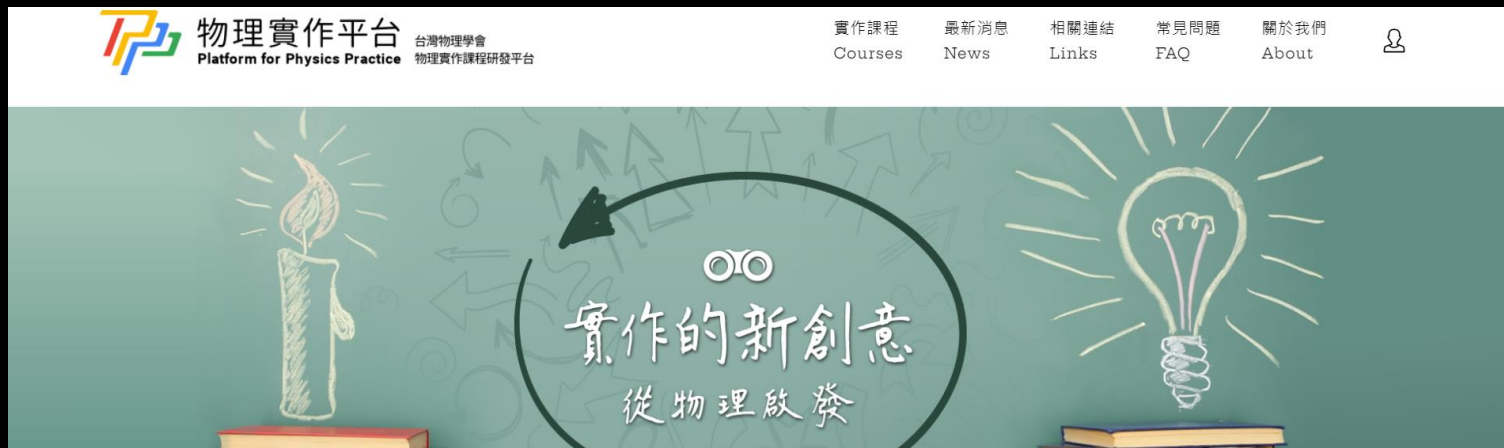 物理實作平台
Platform for Physics Practice
台灣物理學會
物理實作課程研發平台
實作課程
Courses
最新消息
News
相關連結
Links
常見問題
FAQ
關於我們
About
實作的新創意
從物理啟發